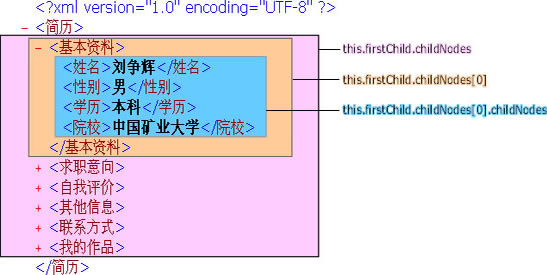 <?xml version="1.0" encoding="UTF-8" ?>
− <简历>
− <基本资料> this.firstChild.childNodes
<姓名>刘争辉</姓名>
<性别>男</性别> this.firstChild.childNodes[0]
<学历>本科</学历> this.firstChild.childNodes[0].childNodes
<院校>中国矿业大学</院校>
</基本资料>
+ <求职意向>
+ <自我评价>
+ <其他信息>
+ <联系方式>
+ <我的作品>
</简历>